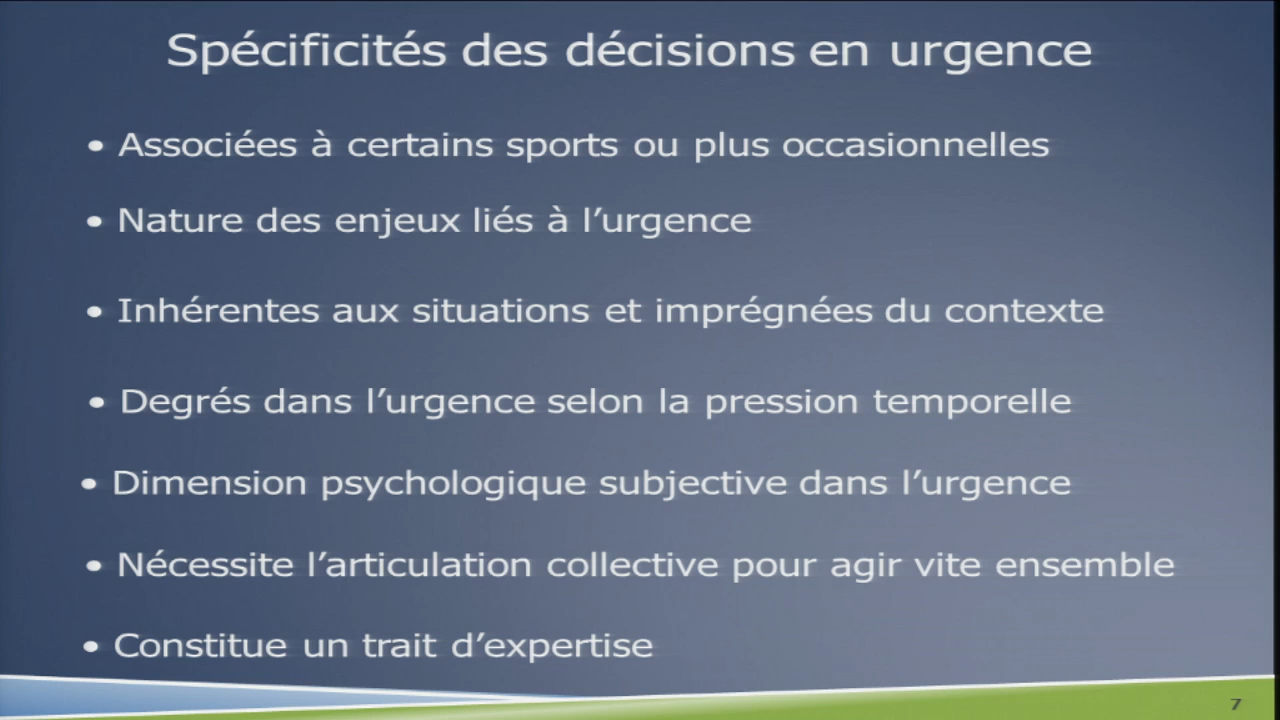 Spécificités des décisions en urgence
• Associées à certains sports ou plus occasionnelles
• Nature des enjeux liés à l’urgence
• Inhérentes aux situations et imprégnées du contexte
• Degrés dans l’urgence selon la pression temporelle
• Dimension psychologique subjective dans l’urgence
• Nécessite l’articulation collective pour agir vite ensemble
• Constitue un trait d’expertise
7